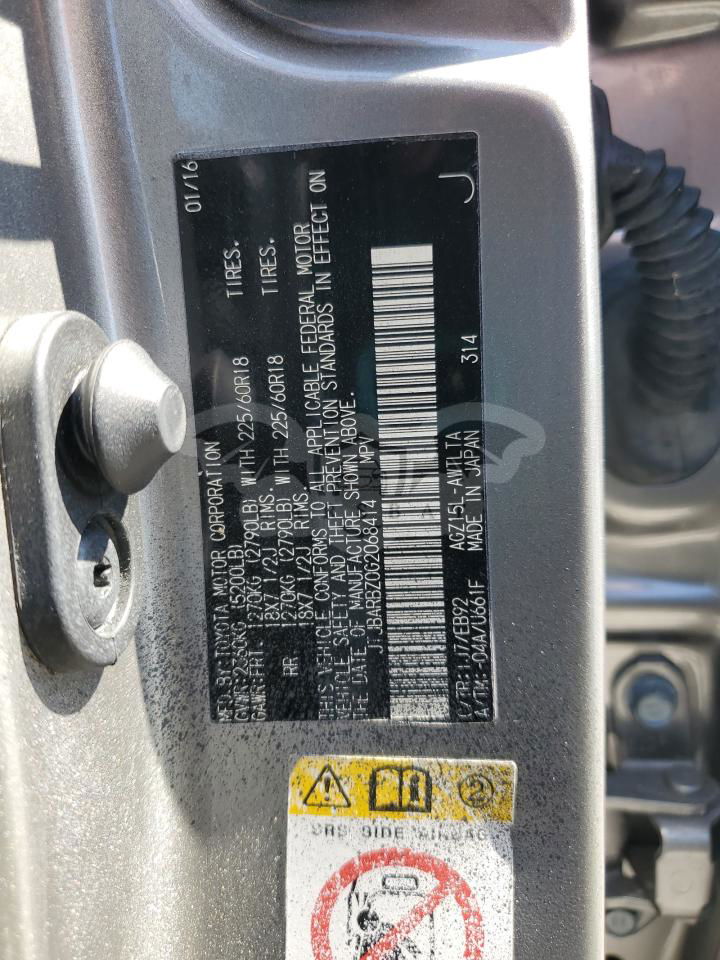 MFD. BY: TOYOTA MOTOR CORPORATION 01/16
GVWR: 2360KG (5200LB)
GAWR: FRT. 1270KG (2790LB) WITH 225/60R18 TIRES.
18X7 1/2J RIMS.
RR 1270KG (2790LB) WITH 225/60R18 TIRES.
18X7 1/2J RIMS.
THIS VEHICLE CONFORMS TO ALL APPLICABLE FEDERAL MOTOR
VEHICLE SAFETY AND THEFT PREVENTION STANDARDS IN EFFECT ON
THE DATE OF MANUFACTURE SHOWN ABOVE.
JTJBARBZ0G2068414 MPV
C/TR: 1J7/EB92 AGZ15L-AWTLTA 314
A/TM: -04A/U661F MADE IN JAPAN
J
SRS SIDE AIRBAG